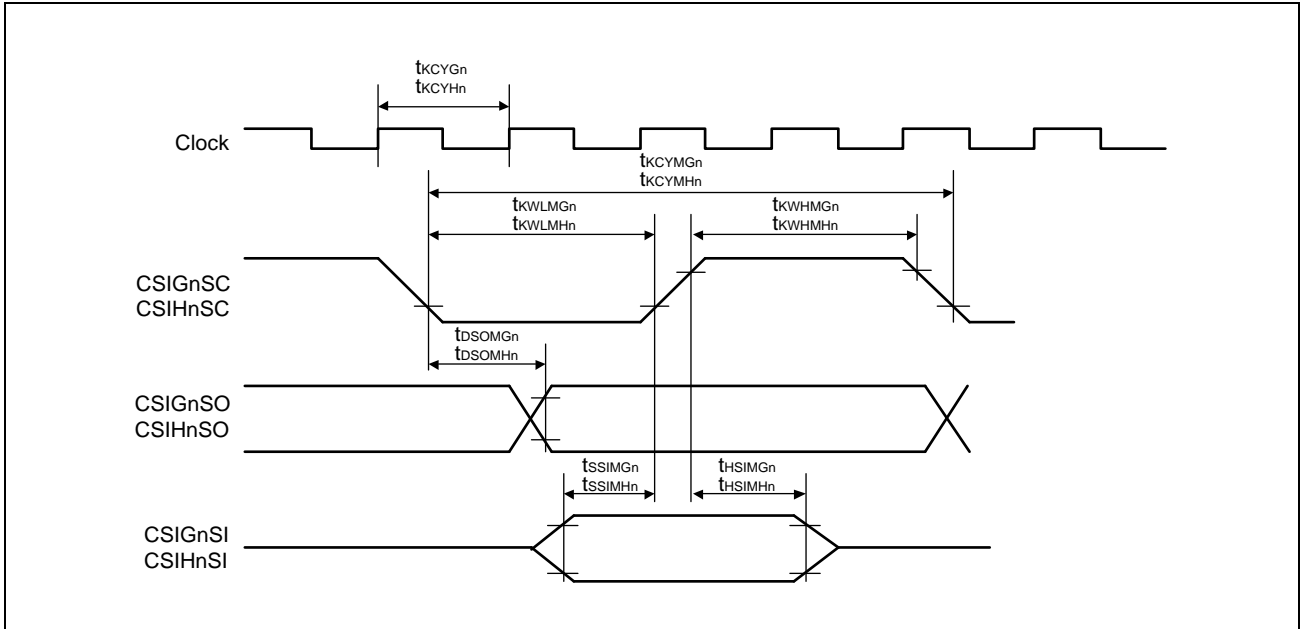 tKCYGn
tKCYHn
Clock
tKCYMGn
tKCYMHn
tKWLMGn
tKWLMHn
tKWHMGn
tKWHMHn
CSIGnSC
CSIHnSC
tDSOMGn
tDSOMHn
CSIGnSO
CSIHnSO
tSSIMGn
tSSIMHn
tHSIMGn
tHSIMHn
CSIGnSI
CSIHnSI